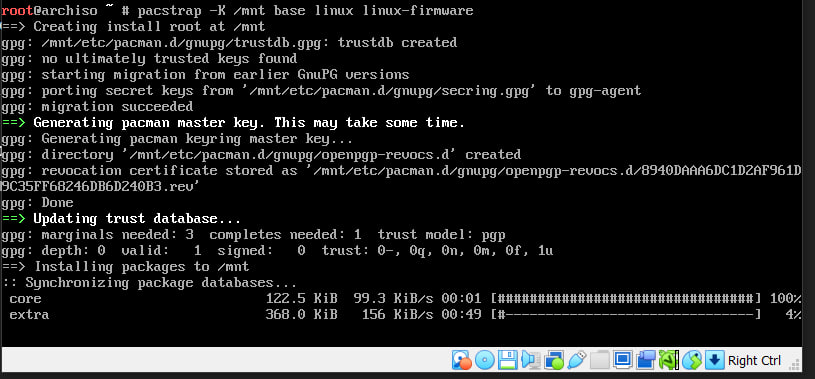 root@archiso ~ # pacstrap -K /mnt base linux linux-firmware
==> Creating install root at /mnt
gpg: /mnt/etc/pacman.d/gnupg/trustdb.gpg: trustdb created
gpg: no ultimately trusted keys found
gpg: starting migration from earlier GnuPG versions
gpg: porting secret keys from '/mnt/etc/pacman.d/gnupg/secring.gpg' to gpg-agent
gpg: migration succeeded
==> Generating pacman master key. This may take some time.
gpg: Generating pacman keyring master key...
gpg: directory '/mnt/etc/pacman.d/gnupg/openpgp-revocs.d' created
gpg: revocation certificate stored as '/mnt/etc/pacman.d/gnupg/openpgp-revocs.d/8940DAAA6DC1D2AF961D
9C35FF68246DB6D240B3.rev'
gpg: Done
==> Updating trust database...
gpg: marginals needed: 3  completes needed: 1  trust model: pgp
gpg: depth: 0  valid:   1  signed:   0  trust: 0-, 0q, 0n, 0m, 0f, 1u
==> Installing packages to /mnt
:: Synchronizing package databases...
core 122.5 KiB 99.3 KiB/s 00:01 [################################] 100%
extra 368.0 KiB 156 KiB/s 00:49 [#-------------------------------] 4%
Right Ctrl